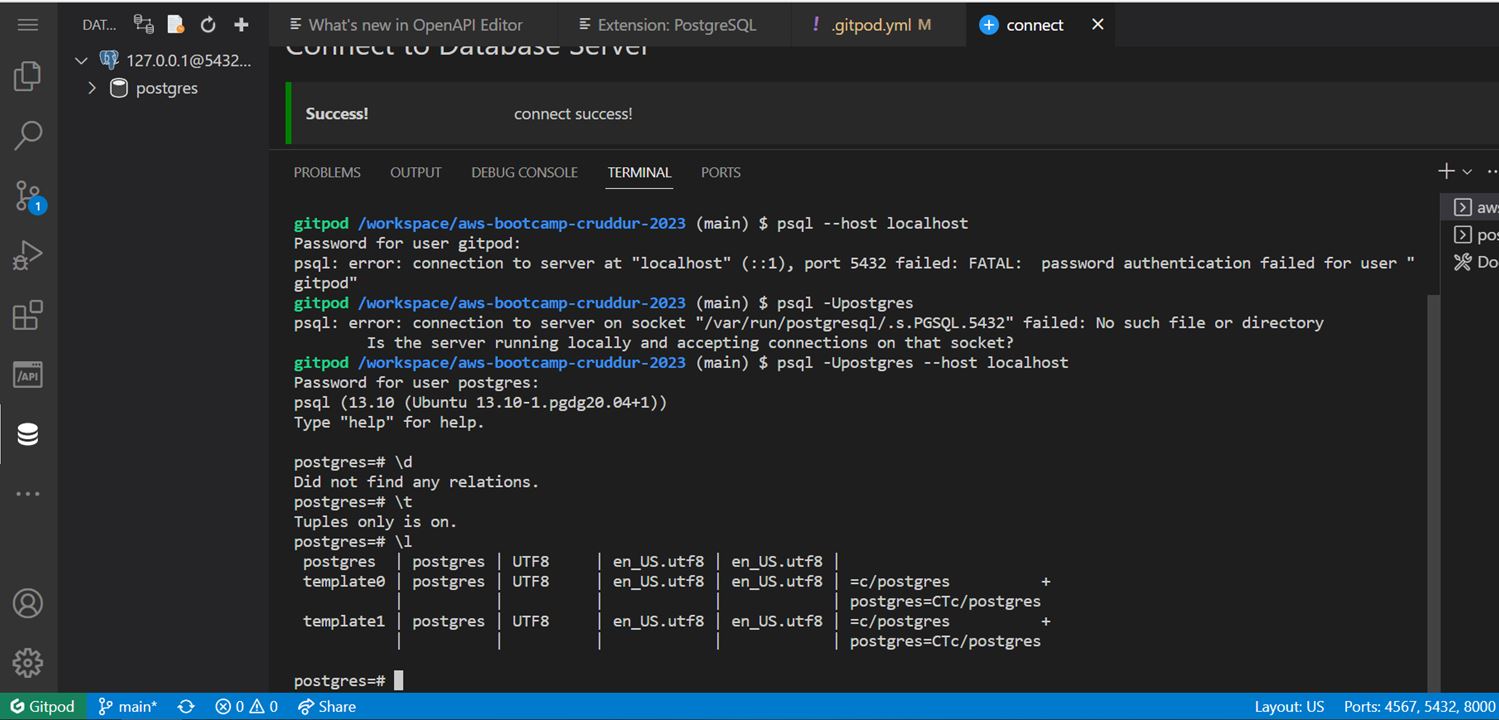 DAT...
What's new in OpenAPI Editor
Extension: PostgreSQL
! .gitpod.yml M
connect
127.0.0.1@5432...
postgres
Connect to Database Server
Success! connect success!
PROBLEMS OUTPUT DEBUG CONSOLE TERMINAL PORTS
gitpod /workspace/aws-bootcamp-cruddur-2023 (main) $ psql --host localhost
Password for user gitpod:
psql: error: connection to server at "localhost" (::1), port 5432 failed: FATAL:  password authentication failed for user "
gitpod"
gitpod /workspace/aws-bootcamp-cruddur-2023 (main) $ psql -Upostgres
psql: error: connection to server on socket "/var/run/postgresql/.s.PGSQL.5432" failed: No such file or directory
Is the server running locally and accepting connections on that socket?
gitpod /workspace/aws-bootcamp-cruddur-2023 (main) $ psql -Upostgres --host localhost
Password for user postgres:
psql (13.10 (Ubuntu 13.10-1.pgdg20.04+1))
Type "help" for help.
postgres=# \d
Did not find any relations.
postgres=# \t
Tuples only is on.
postgres=# \l
postgres | postgres | UTF8 | en_US.utf8 | en_US.utf8 |
template0 | postgres | UTF8 | en_US.utf8 | en_US.utf8 | =c/postgres +
| | | | | postgres=CTc/postgres
template1 | postgres | UTF8 | en_US.utf8 | en_US.utf8 | =c/postgres +
| | | | | postgres=CTc/postgres
postgres=#
aws
pos
Do
1
/API
Gitpod main* 0 0 Share Layout: US Ports: 4567, 5432, 8000